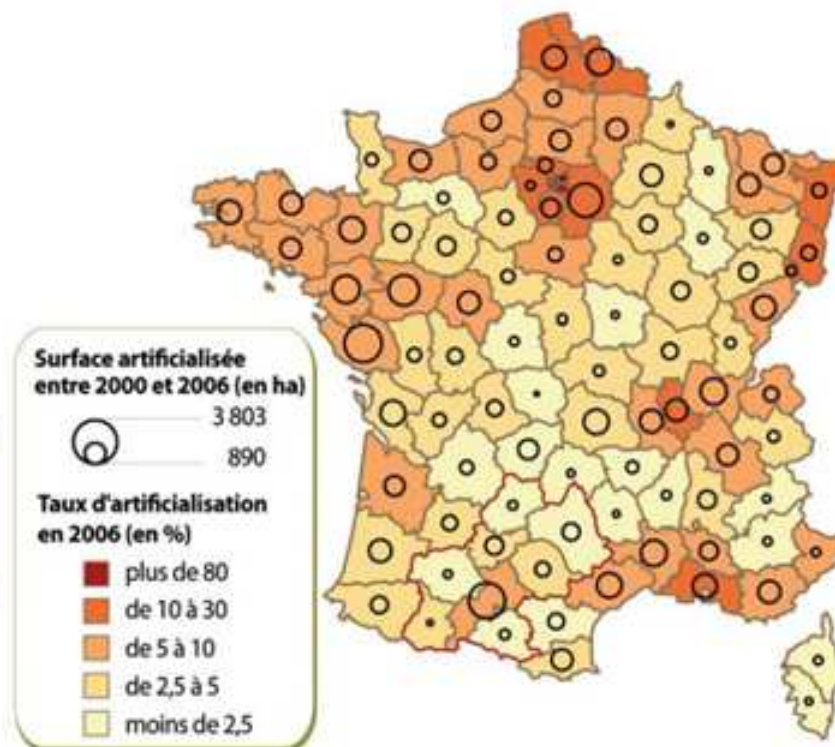 Surface artificialisée
entre 2000 et 2006 (en ha)
3 803
890
Taux d'artificialisation
en 2006 (en %)
plus de 80
de 10 à 30
de 5 à 10
de 2,5 à 5
moins de 2,5